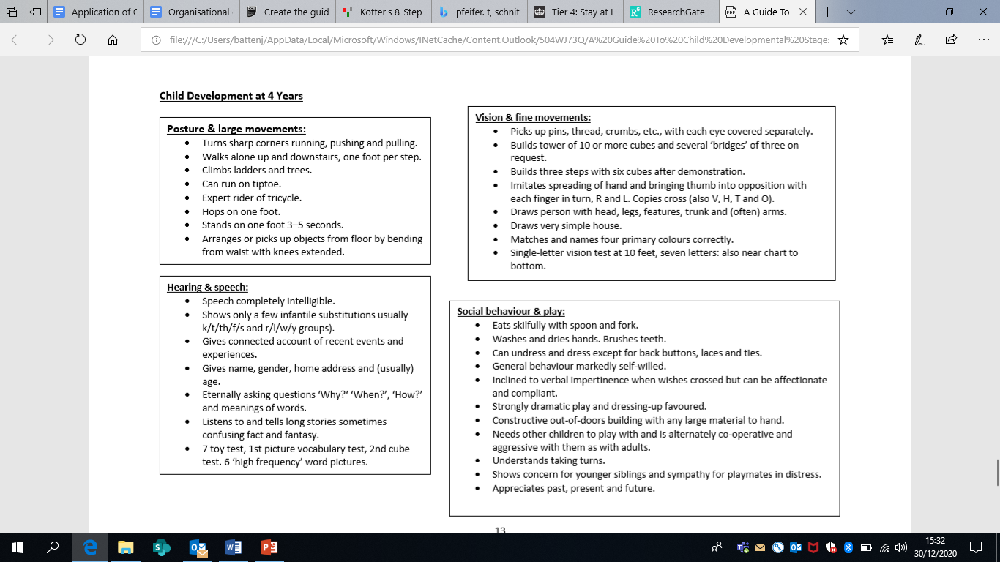 Application of C
Organisational
Create the guid
Kotter's 8-Step
pfeifer. t, schnit
Tier 4: Stay at H
ResearchGate
A Guide To
file:///C:/Users/battenj/AppData/Local/Microsoft/Windows/INetCache/Content.Outlook/504WJ73Q/A%20Guide%20To%20Child%20Developmental%20Stages
Child Development at 4 Years
Posture & large movements:
• Turns sharp corners running, pushing and pulling.
• Walks alone up and downstairs, one foot per step.
• Climbs ladders and trees.
• Can run on tiptoe.
• Expert rider of tricycle.
• Hops on one foot.
• Stands on one foot 3–5 seconds.
• Arranges or picks up objects from floor by bending
from waist with knees extended.
Hearing & speech:
• Speech completely intelligible.
• Shows only a few infantile substitutions usually
k/t/th/f/s and r/l/w/y groups).
• Gives connected account of recent events and
experiences.
• Gives name, gender, home address and (usually)
age.
• Eternally asking questions ‘Why?‘ ‘When?’, ‘How?’
and meanings of words.
• Listens to and tells long stories sometimes
confusing fact and fantasy.
• 7 toy test, 1st picture vocabulary test, 2nd cube
test. 6 ‘high frequency’ word pictures.
Vision & fine movements:
• Picks up pins, thread, crumbs, etc., with each eye covered separately.
• Builds tower of 10 or more cubes and several ‘bridges’ of three on
request.
• Builds three steps with six cubes after demonstration.
• Imitates spreading of hand and bringing thumb into opposition with
each finger in turn, R and L. Copies cross (also V, H, T and O).
• Draws person with head, legs, features, trunk and (often) arms.
• Draws very simple house.
• Matches and names four primary colours correctly.
• Single-letter vision test at 10 feet, seven letters: also near chart to
bottom.
Social behaviour & play:
• Eats skilfully with spoon and fork.
• Washes and dries hands. Brushes teeth.
• Can undress and dress except for back buttons, laces and ties.
• General behaviour markedly self-willed.
• Inclined to verbal impertinence when wishes crossed but can be affectionate
and compliant.
• Strongly dramatic play and dressing-up favoured.
• Constructive out-of-doors building with any large material to hand.
• Needs other children to play with and is alternately co-operative and
aggressive with them as with adults.
• Understands taking turns.
• Shows concern for younger siblings and sympathy for playmates in distress.
• Appreciates past, present and future.
13
15:32
30/12/2020